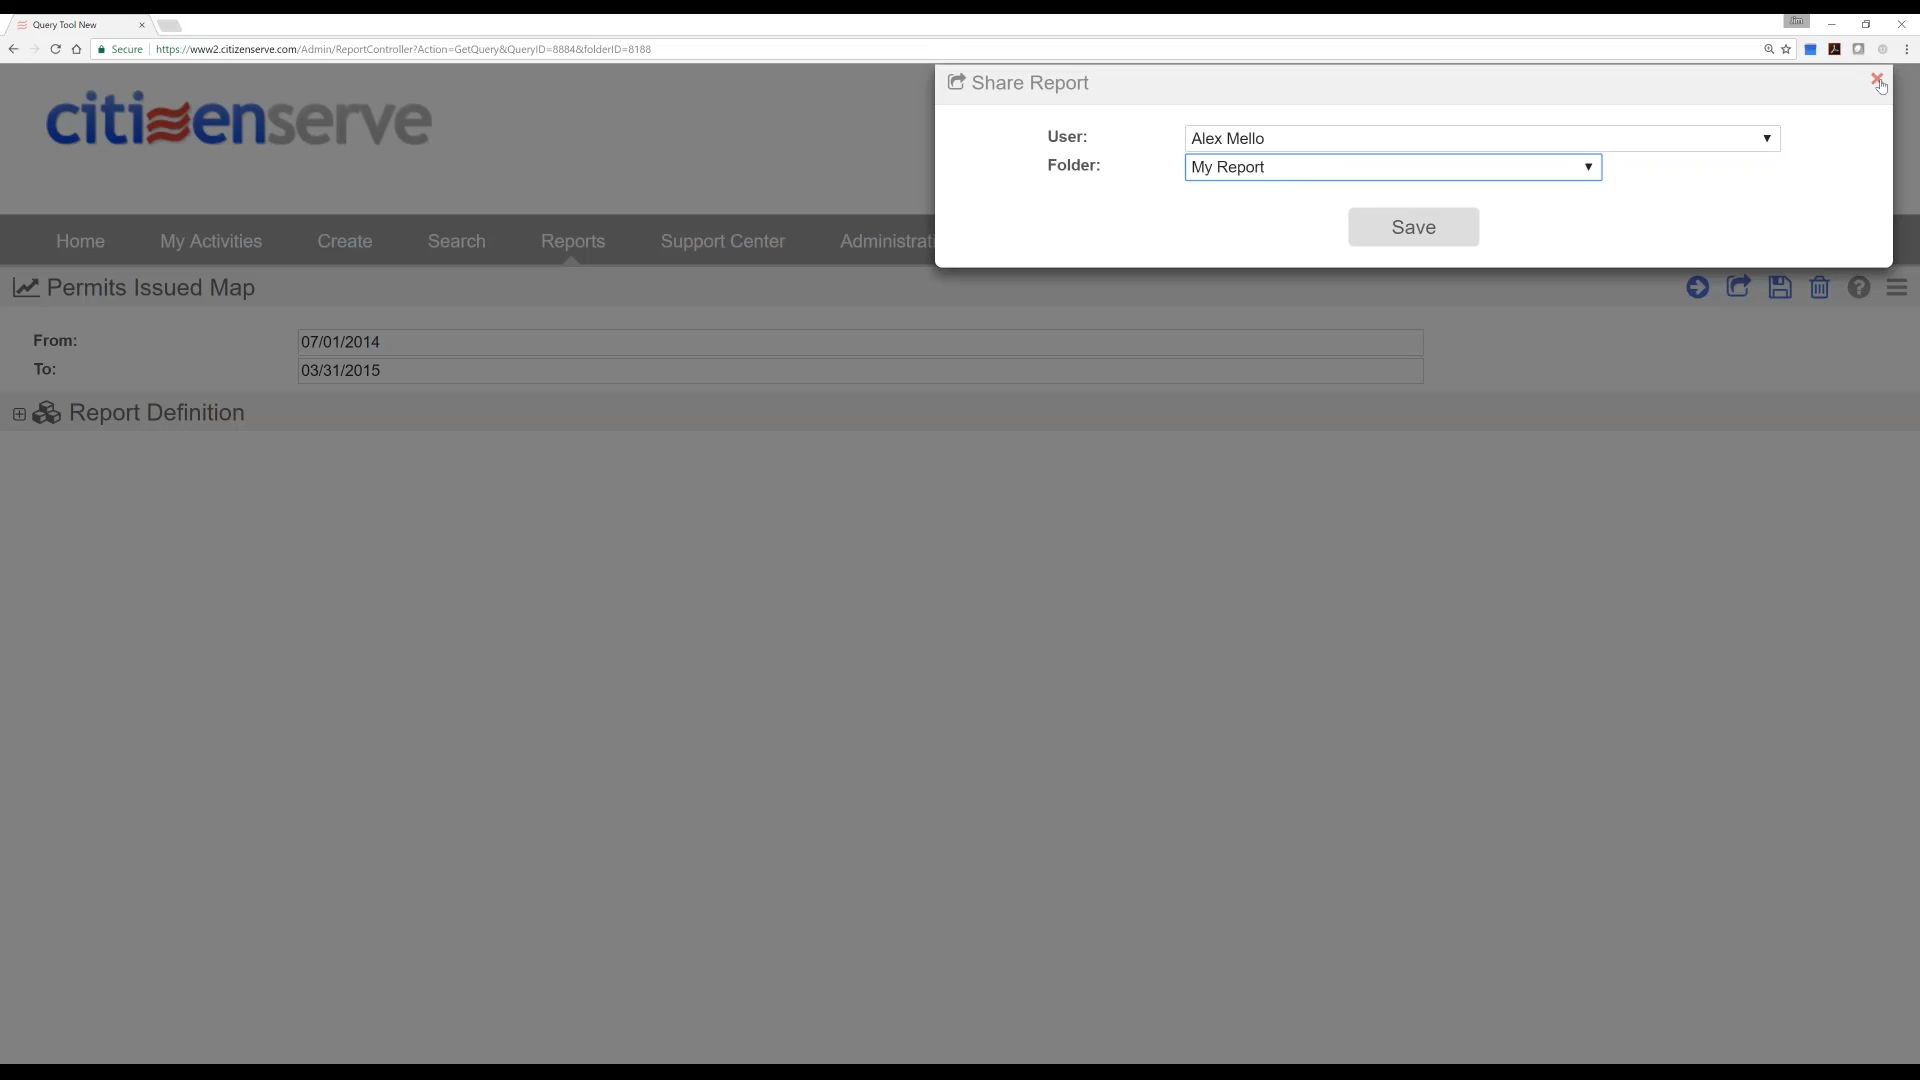 Query Tool New
Jim
Secure
https://www2.citizenserve.com/Admin/ReportController?Action=GetQuery&QueryID=8884&folderID=8188
Share Report
citizenserve
User:
Alex Mello
Folder:
My Report
Save
Home
My Activities
Create
Search
Reports
Support Center
Administrati
Permits Issued Map
From:
07/01/2014
To:
03/31/2015
Report Definition